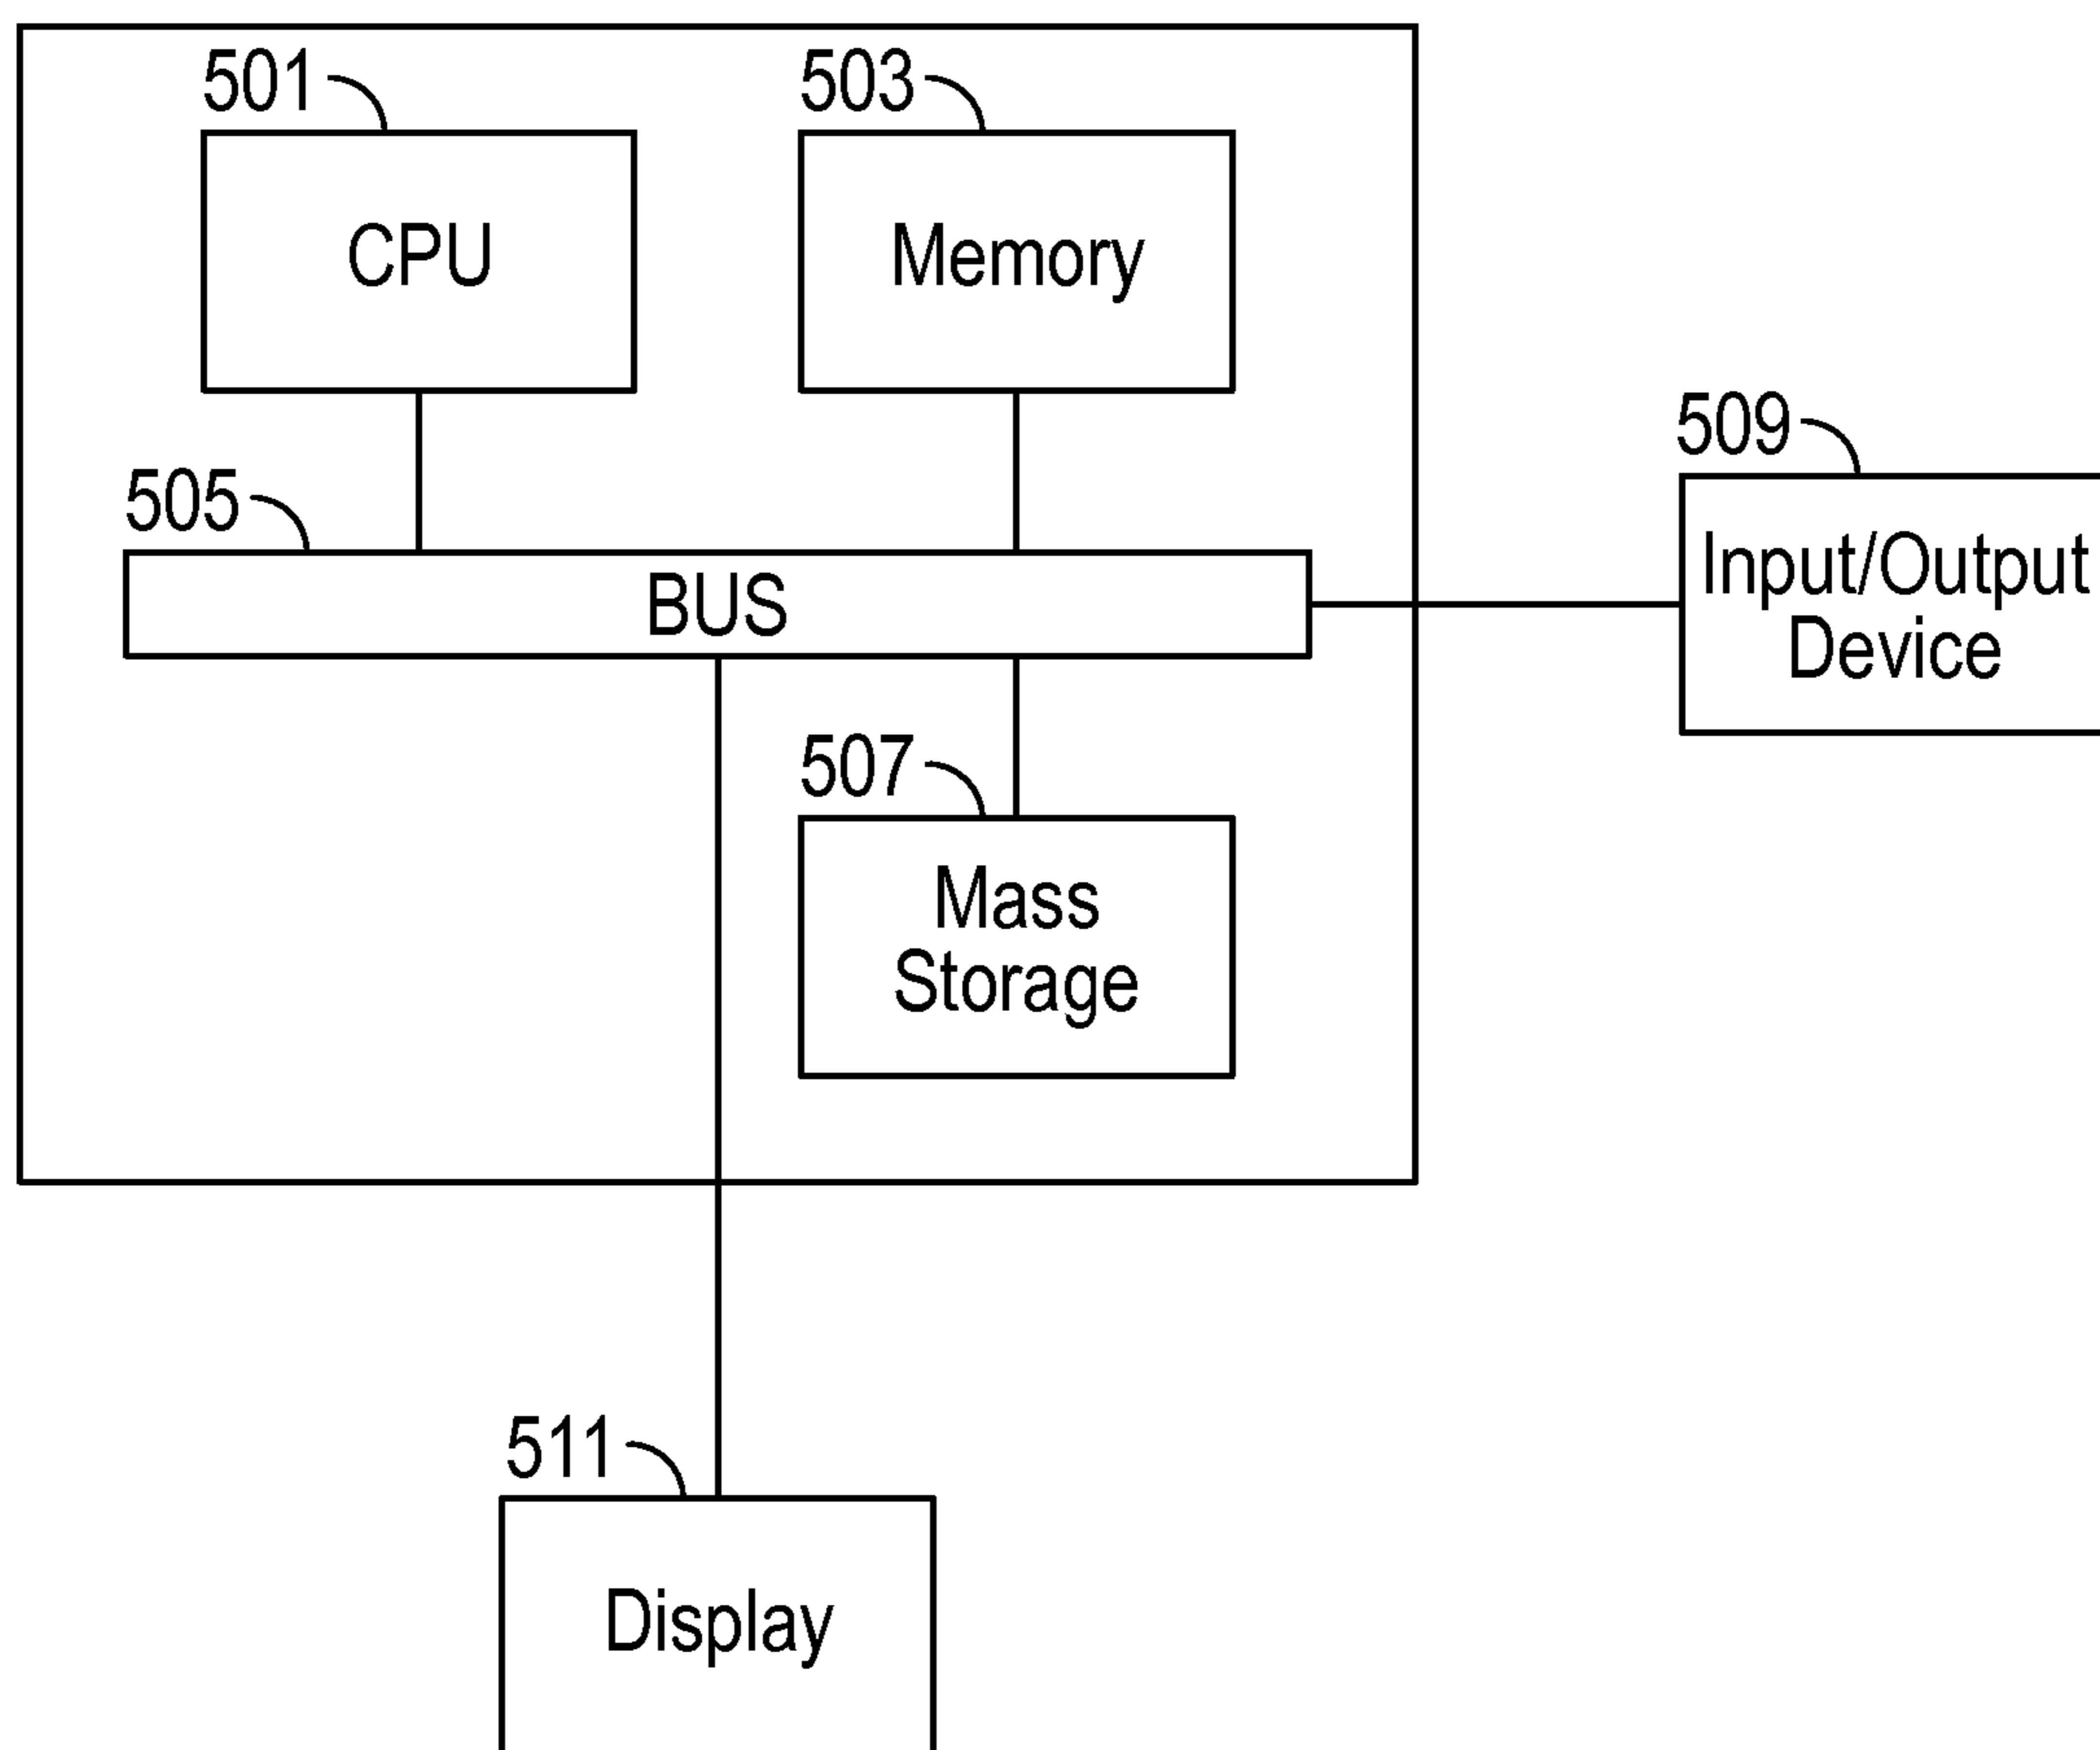 501
503
CPU
Memory
509
505
Input/Output
Device
BUS
507
Mass
Storage
511
Display